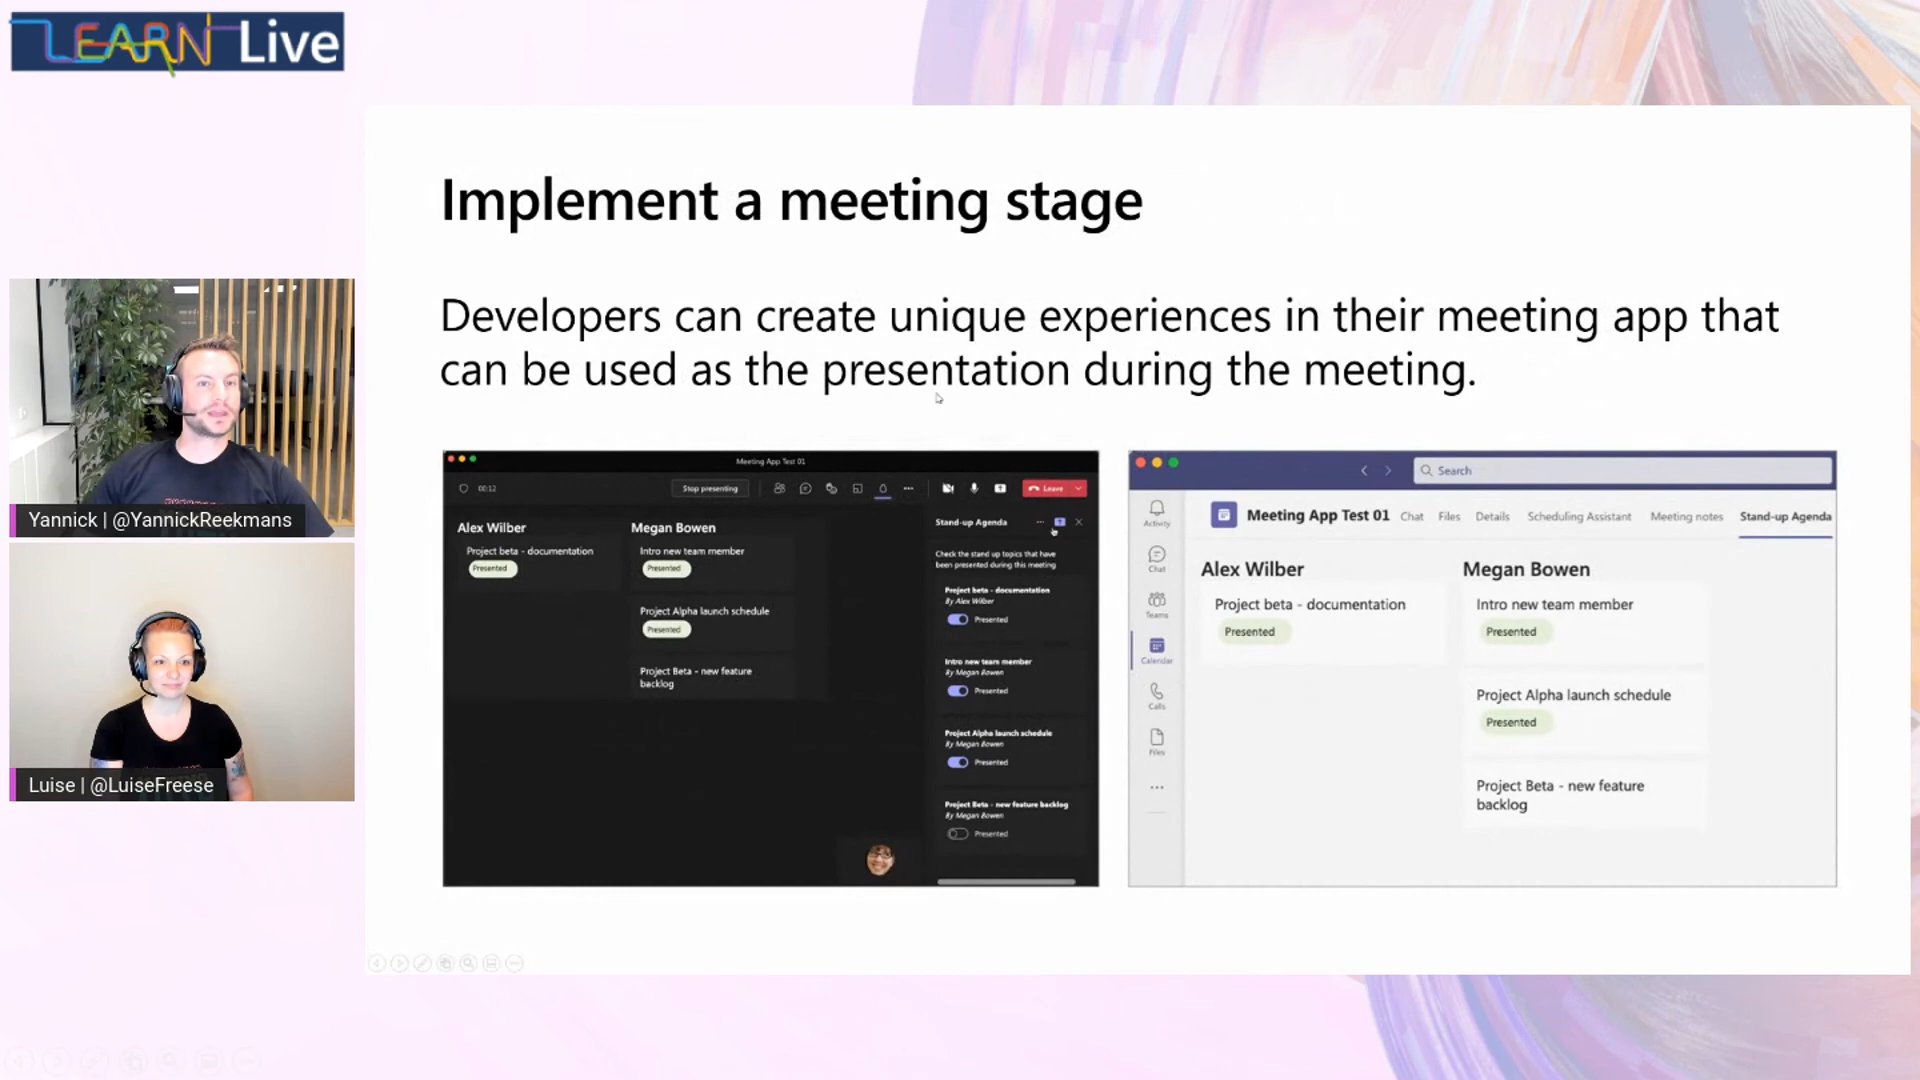 LEARN Live
Implement a meeting stage
Developers can create unique experiences in their meeting app that
can be used as the presentation during the meeting.
Yannick | @YannickReekmans
Luise | @LuiseFreese
Meeting App Test 01
00:12
Stop presenting
Leave
Alex Wilber
Project beta - documentation
Presented
Megan Bowen
Intro new team member
Presented
Project Alpha launch schedule
Presented
Project Beta - new feature
backlog
Stand-up Agenda
Check the stand up topics that have
been presented during this meeting
Project beta - documentation
By Alex Wilber
Presented
Intro new team member
By Megan Bowen
Presented
Project Alpha launch schedule
By Megan Bowen
Presented
Project Beta - new feature backlog
By Megan Bowen
Presented
Search
Activity
Chat
Teams
Calendar
Calls
Files
Meeting App Test 01 Chat Files Details Scheduling Assistant Meeting notes Stand-up Agenda
Alex Wilber
Project beta - documentation
Presented
Megan Bowen
Intro new team member
Presented
Project Alpha launch schedule
Presented
Project Beta - new feature
backlog